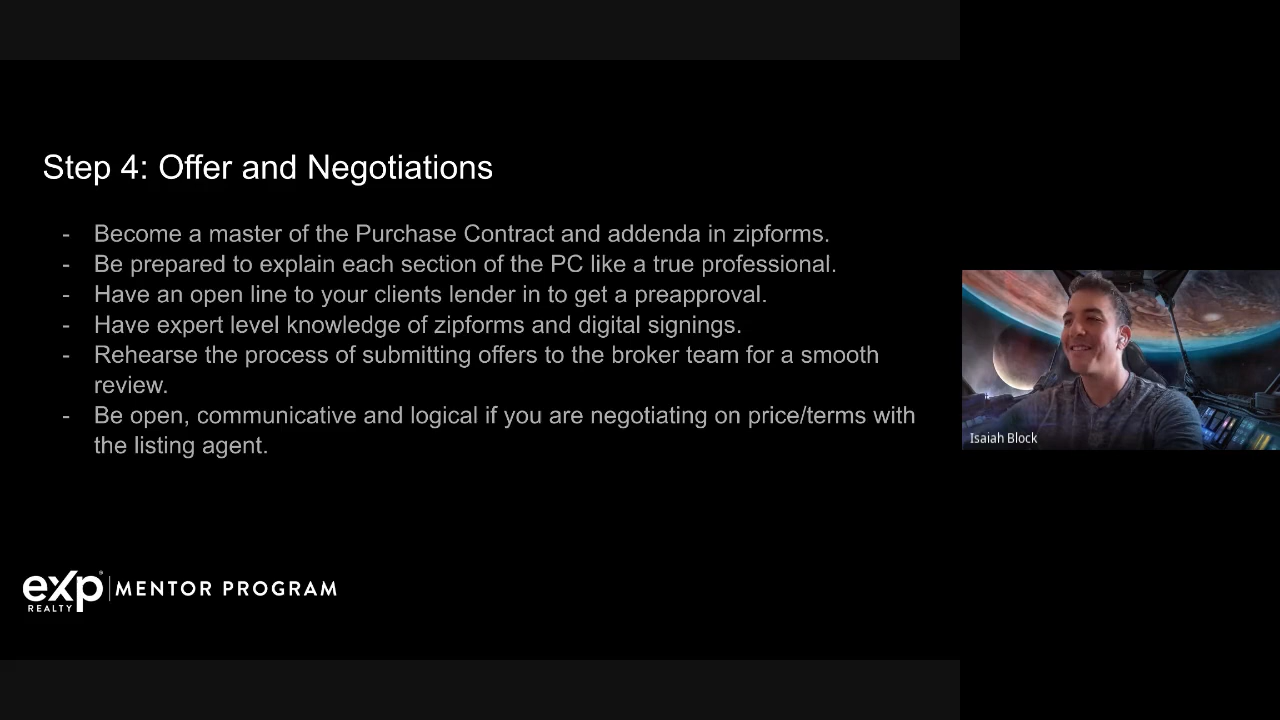 Step 4: Offer and Negotiations
- Become a master of the Purchase Contract and addenda in zipforms.
- Be prepared to explain each section of the PC like a true professional.
- Have an open line to your clients lender in to get a preapproval.
- Have expert level knowledge of zipforms and digital signings.
- Rehearse the process of submitting offers to the broker team for a smooth
review.
- Be open, communicative and logical if you are negotiating on price/terms with
the listing agent.
Isaiah Block
eXp
REALTY
MENTOR PROGRAM